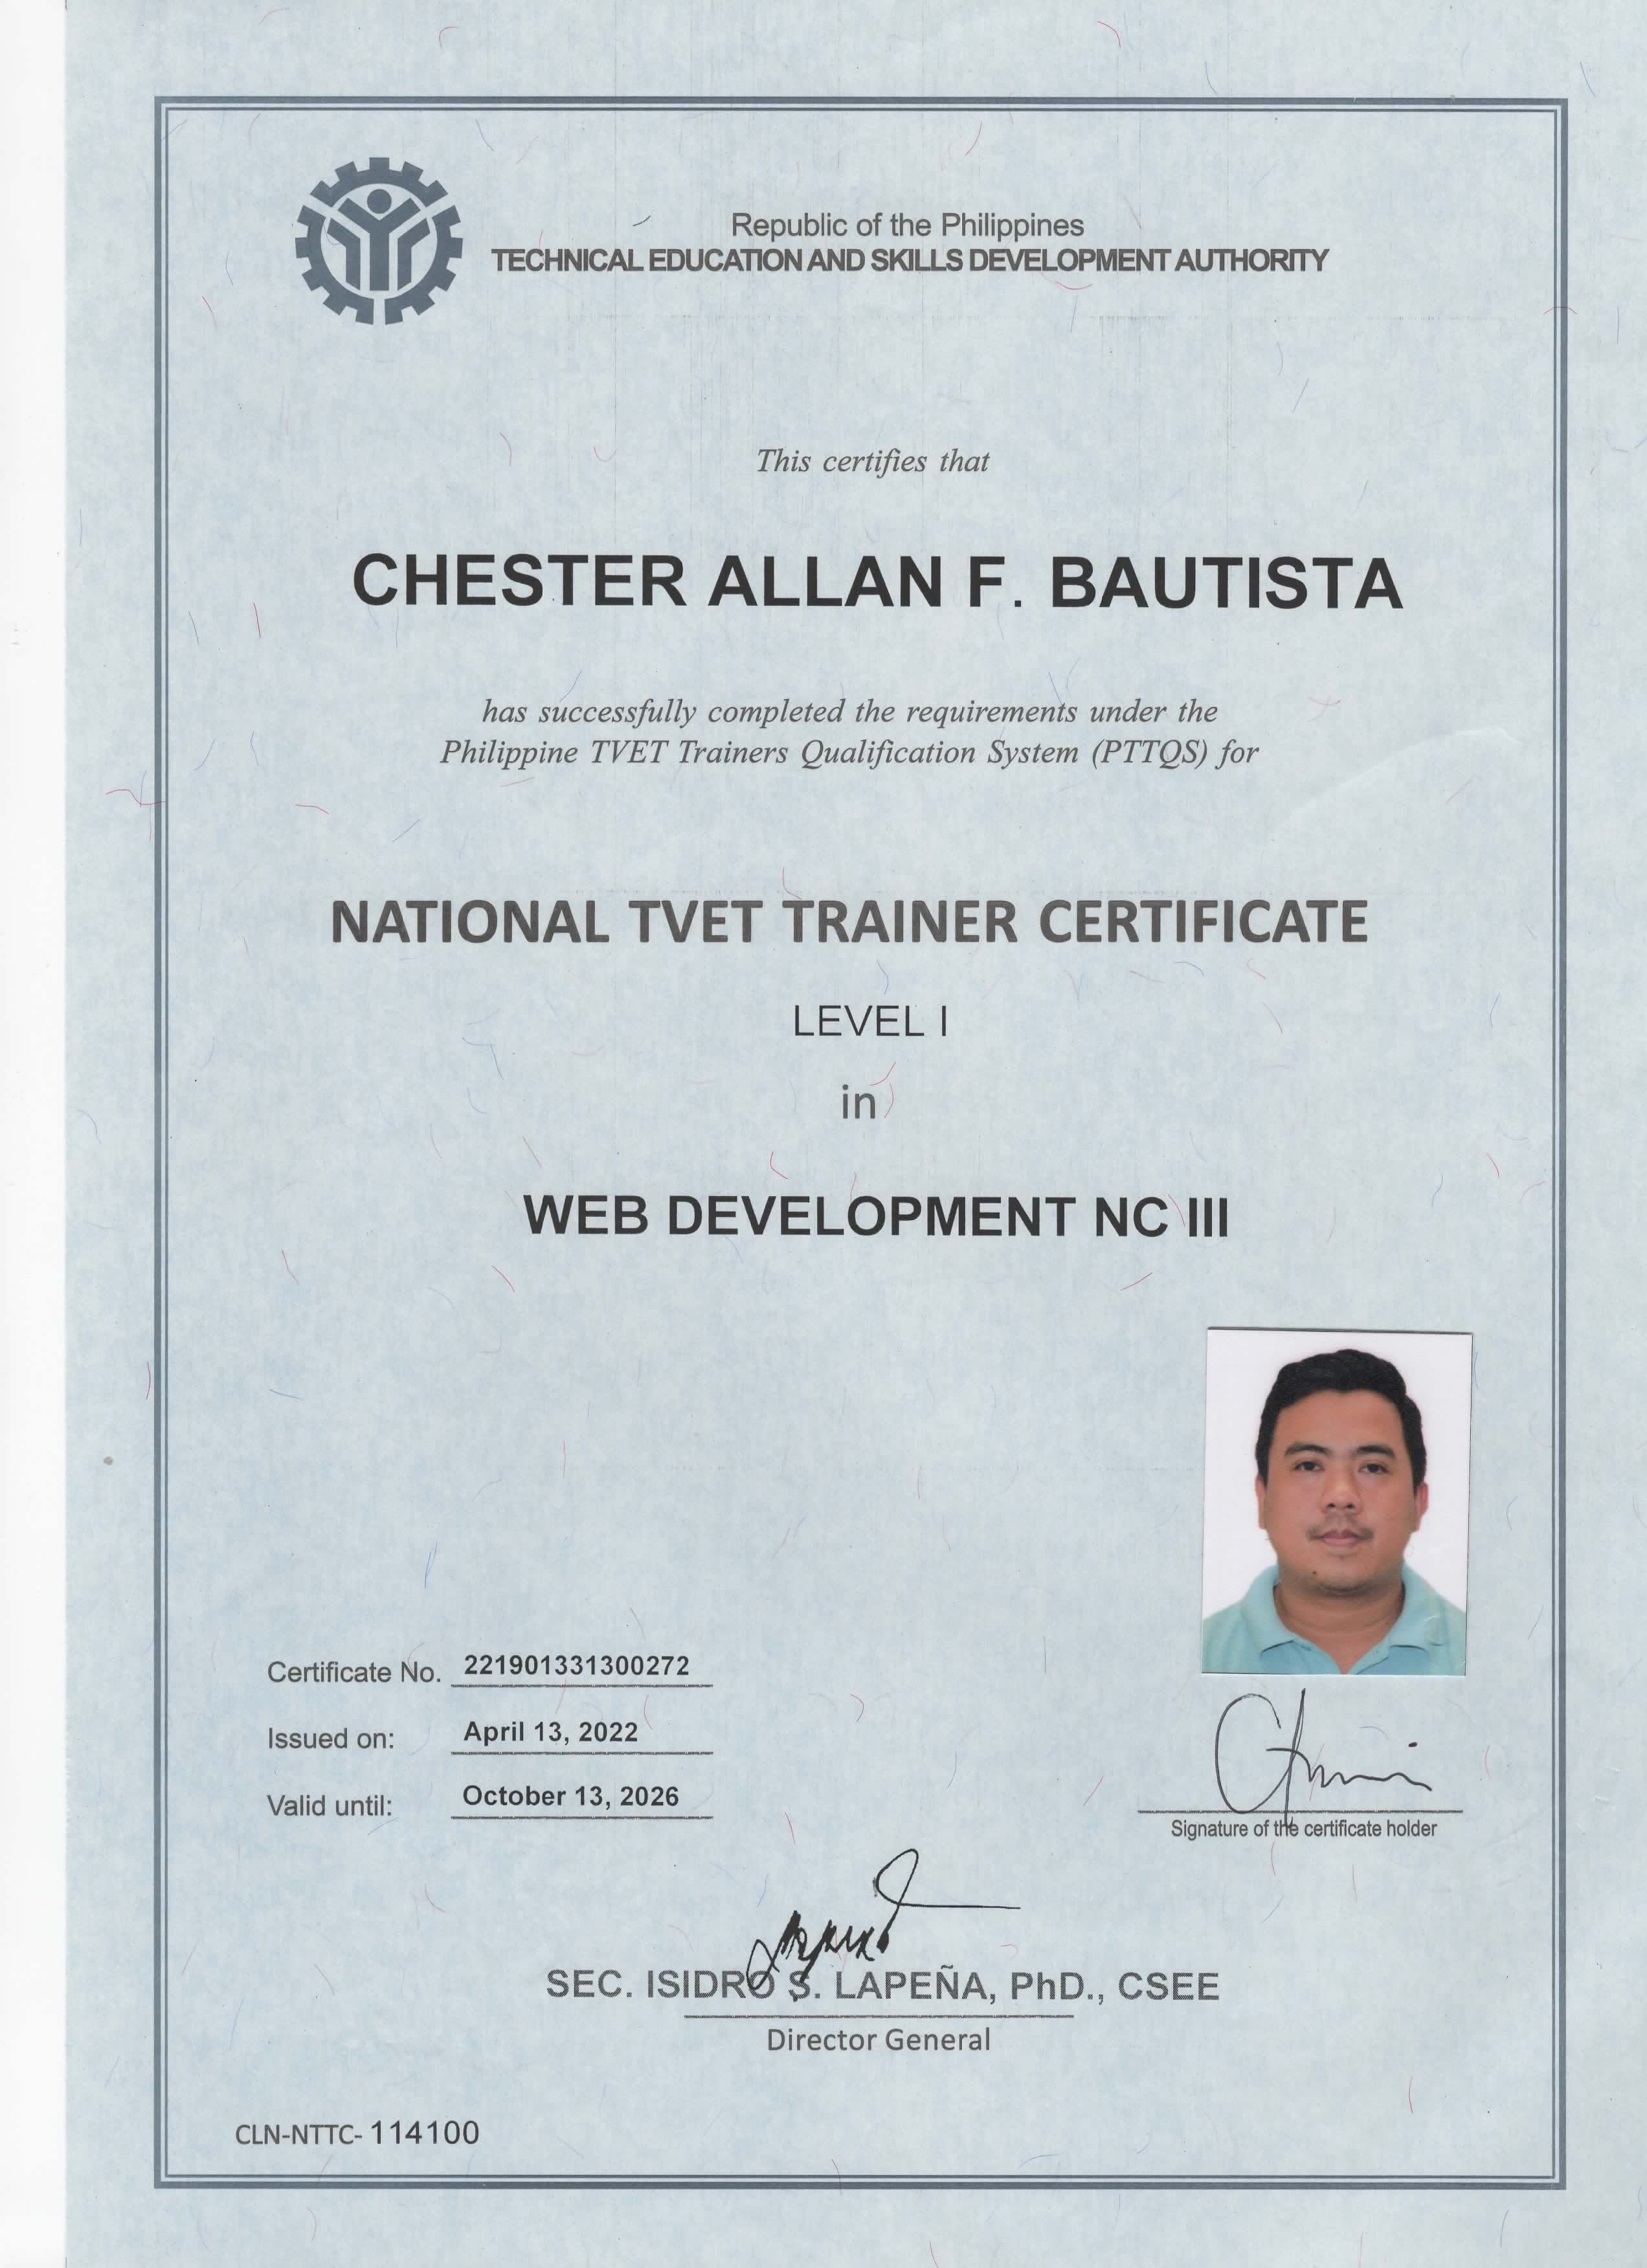 Republic of the Philippines
TECHNICAL EDUCATION AND SKILLS DEVELOPMENT AUTHORITY
This certifies that
CHESTER ALLAN F. BAUTISTA
has successfully completed the requirements under the
Philippine TVET Trainers Qualification System (PTTQS) for
NATIONAL TVET TRAINER CERTIFICATE
LEVEL I
in
WEB DEVELOPMENT NC III
Certificate No. 221901331300272
Issued on: April 13, 2022
Valid until: October 13, 2026
Signature of the certificate holder
SEC. ISIDRO S. LAPEÑA, PhD., CSEE
Director General
CLN-NTTC- 114100